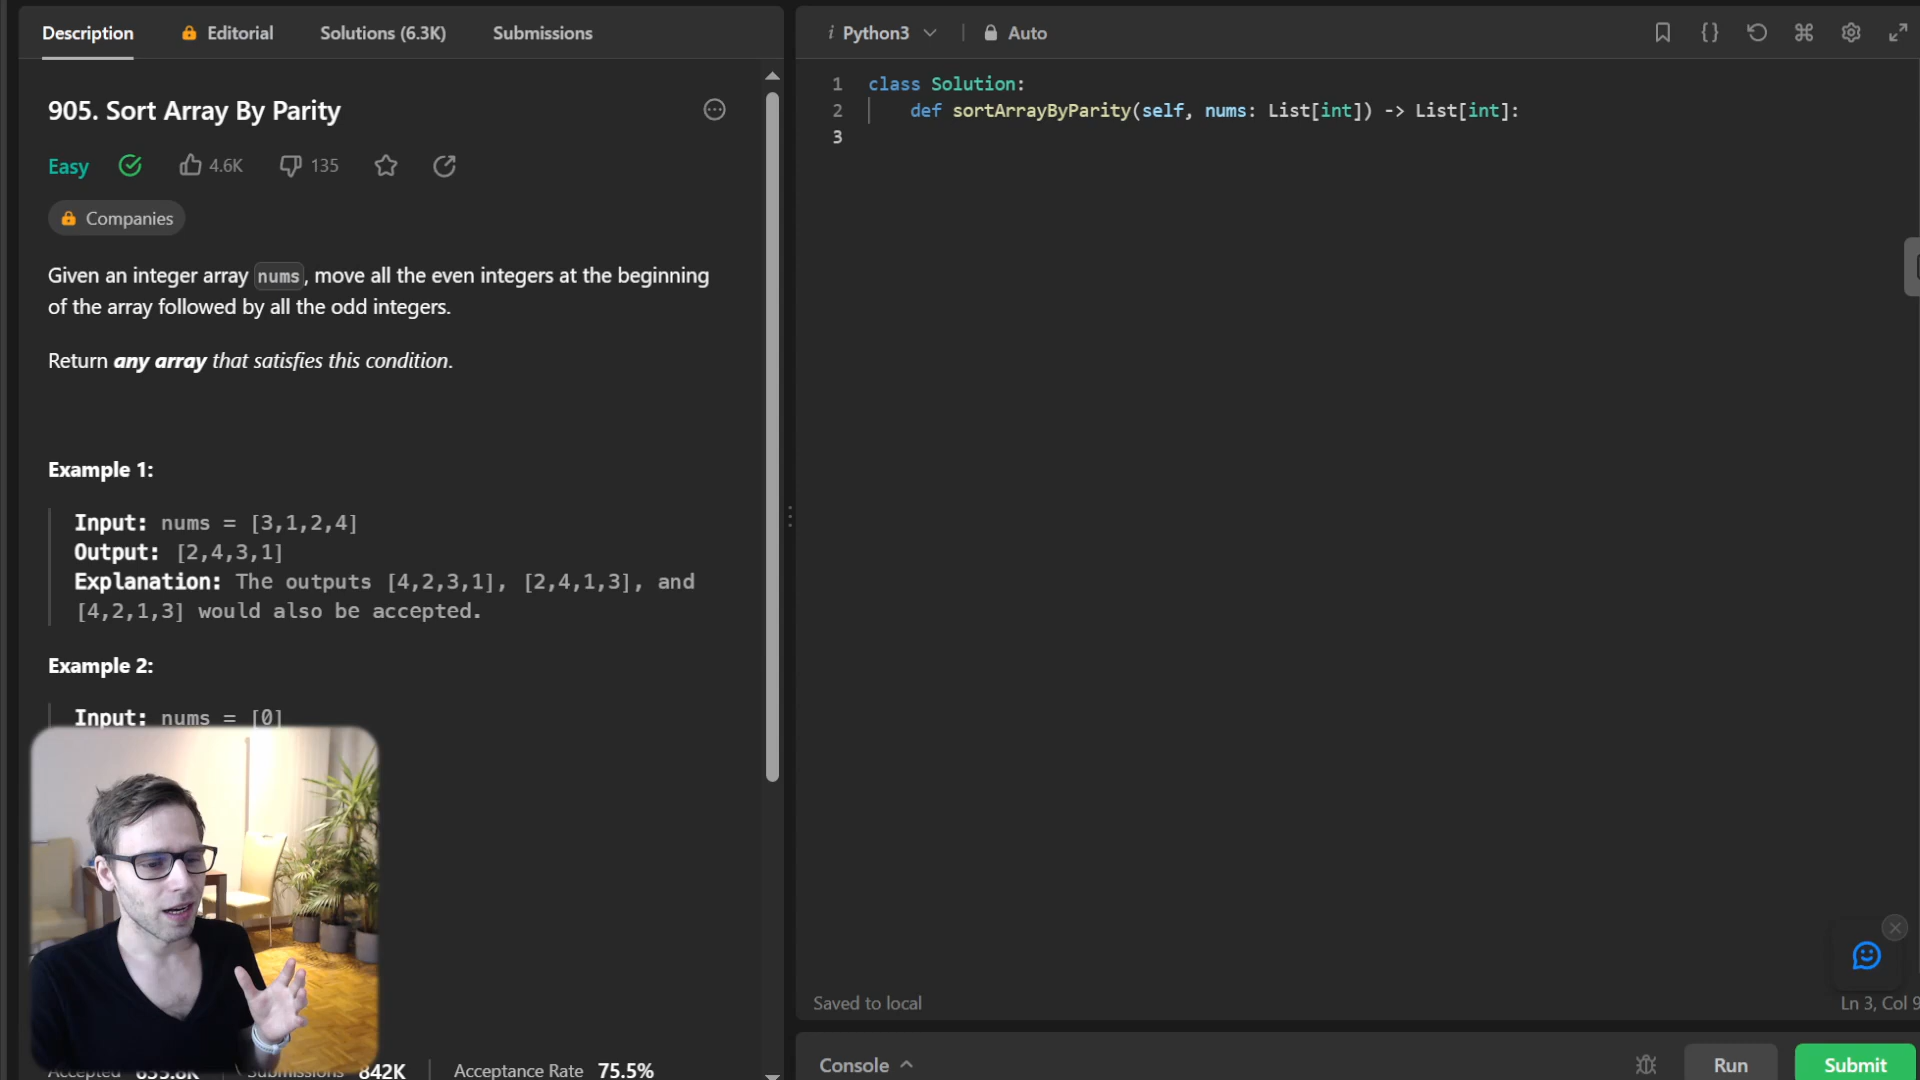 Description
Editorial
Solutions (6.3K)
Submissions
905. Sort Array By Parity
Easy
4.6K
135
Companies
Given an integer array nums, move all the even integers at the beginning
of the array followed by all the odd integers.
Return any array that satisfies this condition.
Example 1:
Input: nums = [3,1,2,4]
Output: [2,4,3,1]
Explanation: The outputs [4,2,3,1], [2,4,1,3], and
[4,2,1,3] would also be accepted.
Example 2:
Input: nums = [0]
Accepted 655.8K Submissions 842K Acceptance Rate 75.5%
i Python3 Auto
1 class Solution:
2 def sortArrayByParity(self, nums: List[int]) -> List[int]:
3
Saved to local
Ln 3, Col 9
Console
Run
Submit